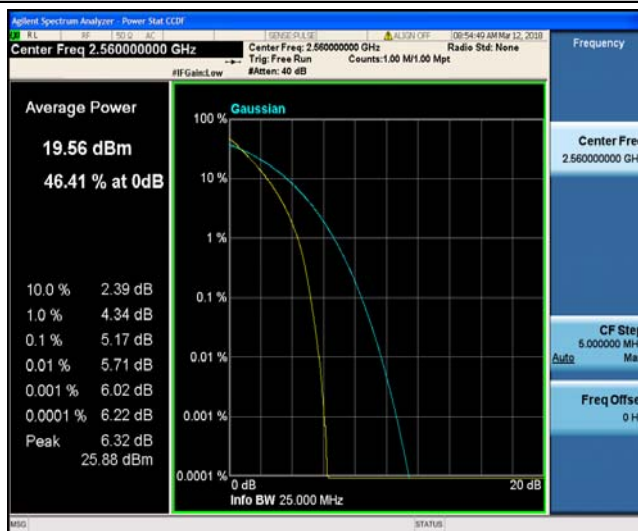 Agilent Spectrum Analyzer - Power Stat CCDF
RL RF 50 Ω AC SENSE:PULSE ALIGN OFF 08:54:49 AM Mar 12, 2018
Center Freq 2.560000000 GHz
Center Freq: 2.560000000 GHz Radio Std: None
Trig: Free Run Counts:1.00 M/1.00 Mpt
#IFGain:Low #Atten: 40 dB
Frequency
Average Power
19.56 dBm
46.41 % at 0dB
10.0 % 2.39 dB
1.0 % 4.34 dB
0.1 % 5.17 dB
0.01 % 5.71 dB
0.001 % 6.02 dB
0.0001 % 6.22 dB
Peak 6.32 dB
25.88 dBm
Gaussian
100 %
10 %
1 %
0.1 %
0.01 %
0.001 %
0.0001 %
0 dB 20 dB
Info BW 25.000 MHz
Center Fre
2.560000000 GH
CF Ste
5.000000 MH
Auto Ma
Freq Offse
0 H
MSG STATUS